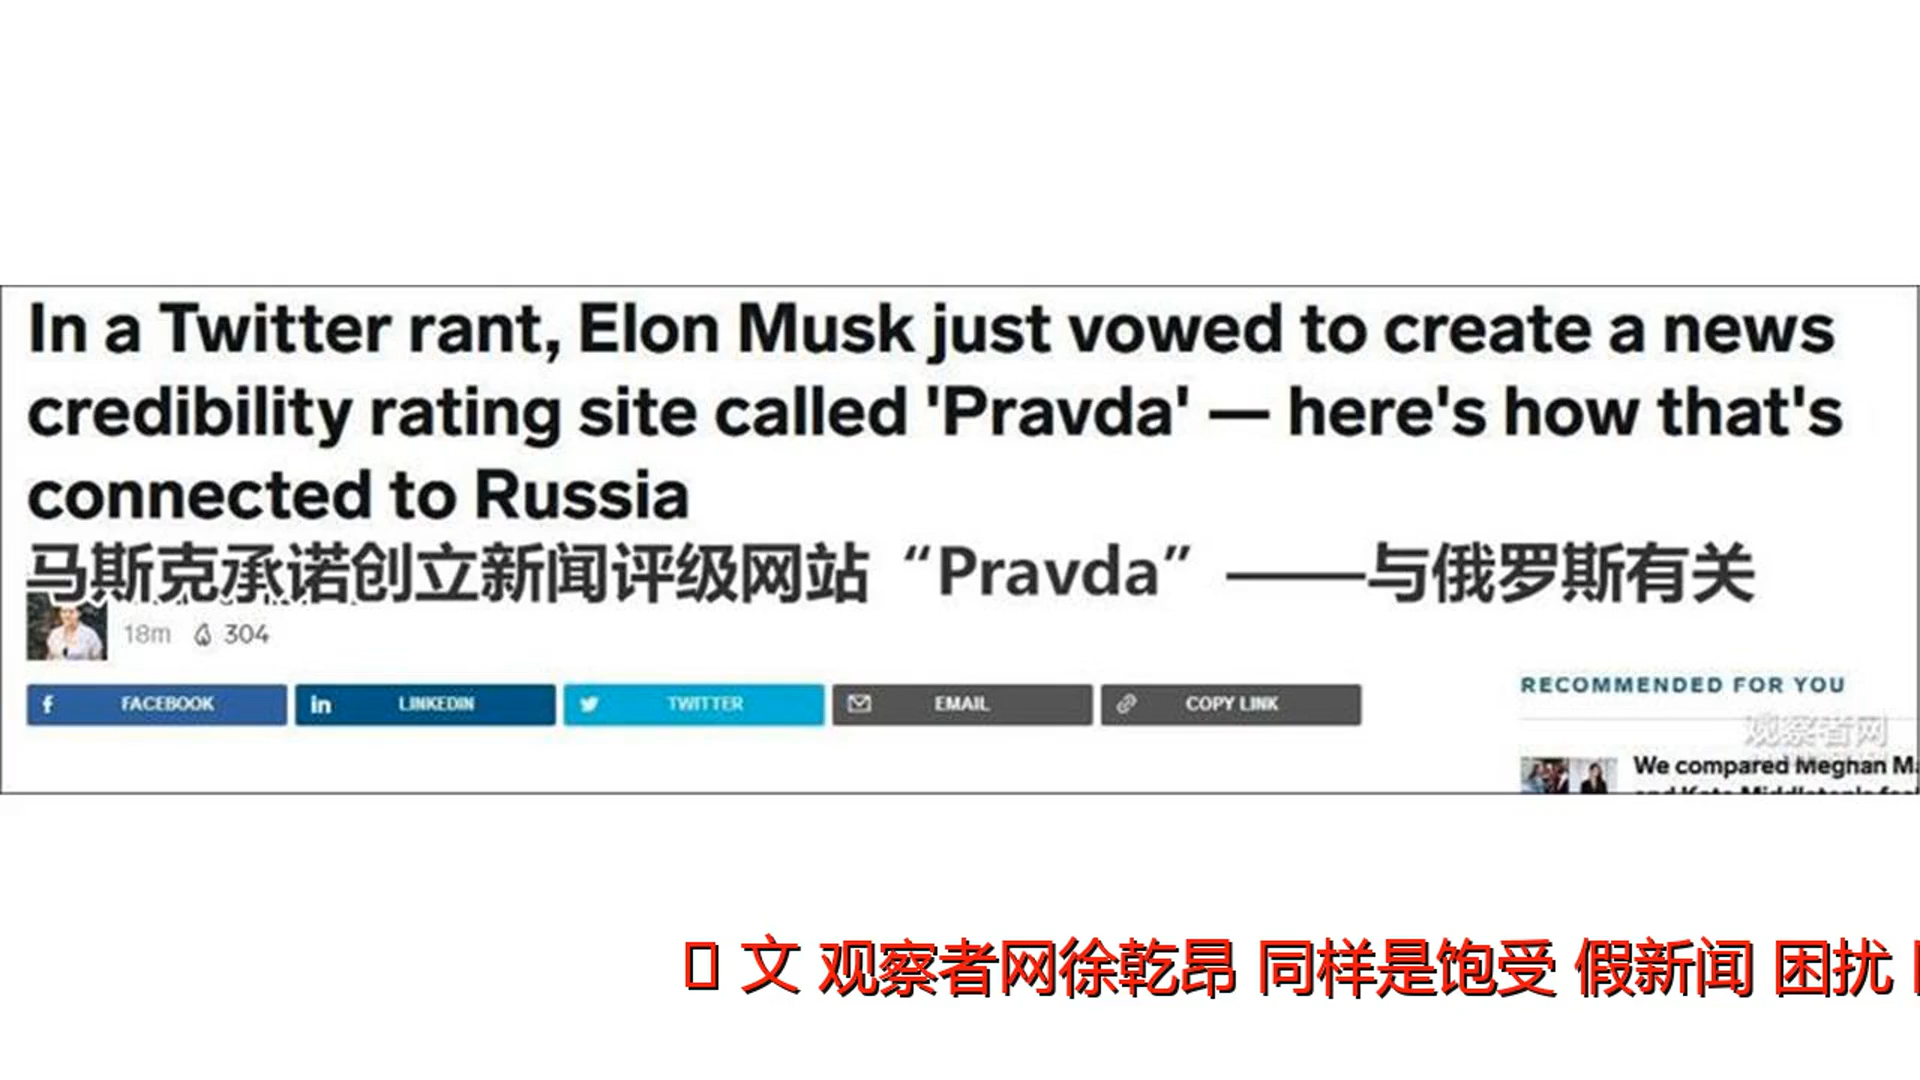 In a Twitter rant, Elon Musk just vowed to create a news
credibility rating site called 'Pravda' — here's how that's
connected to Russia
马斯克承诺创立新闻评级网站“Pravda”——与俄罗斯有关
18m 304
FACEBOOK LINKEDIN TWITTER EMAIL COPY LINK
RECOMMENDED FOR YOU
观察者网
We compared Meghan
文 观察者网徐乾昂 同样是饱受 假新闻 困扰